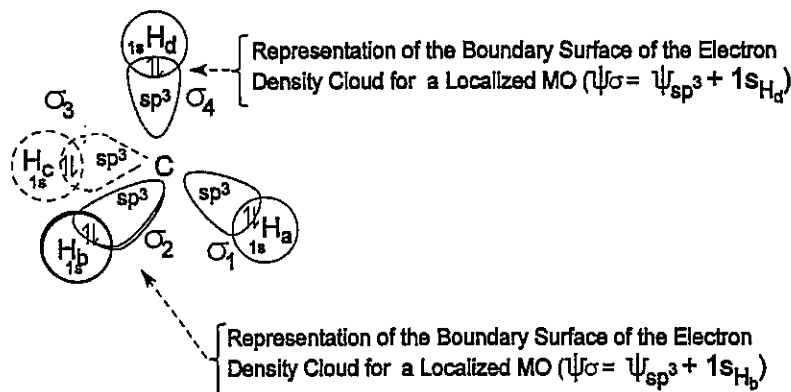 1s Hd
Representation of the Boundary Surface of the Electron
Density Cloud for a Localized MO (ψσ= ψsp³ + 1sHd)
sp³ σ4
σ3
Hc 1s sp³ C
sp³ sp³
Hb 1s σ2 σ1 1s Ha
Representation of the Boundary Surface of the Electron
Density Cloud for a Localized MO (ψσ= ψsp³ + 1sHb)